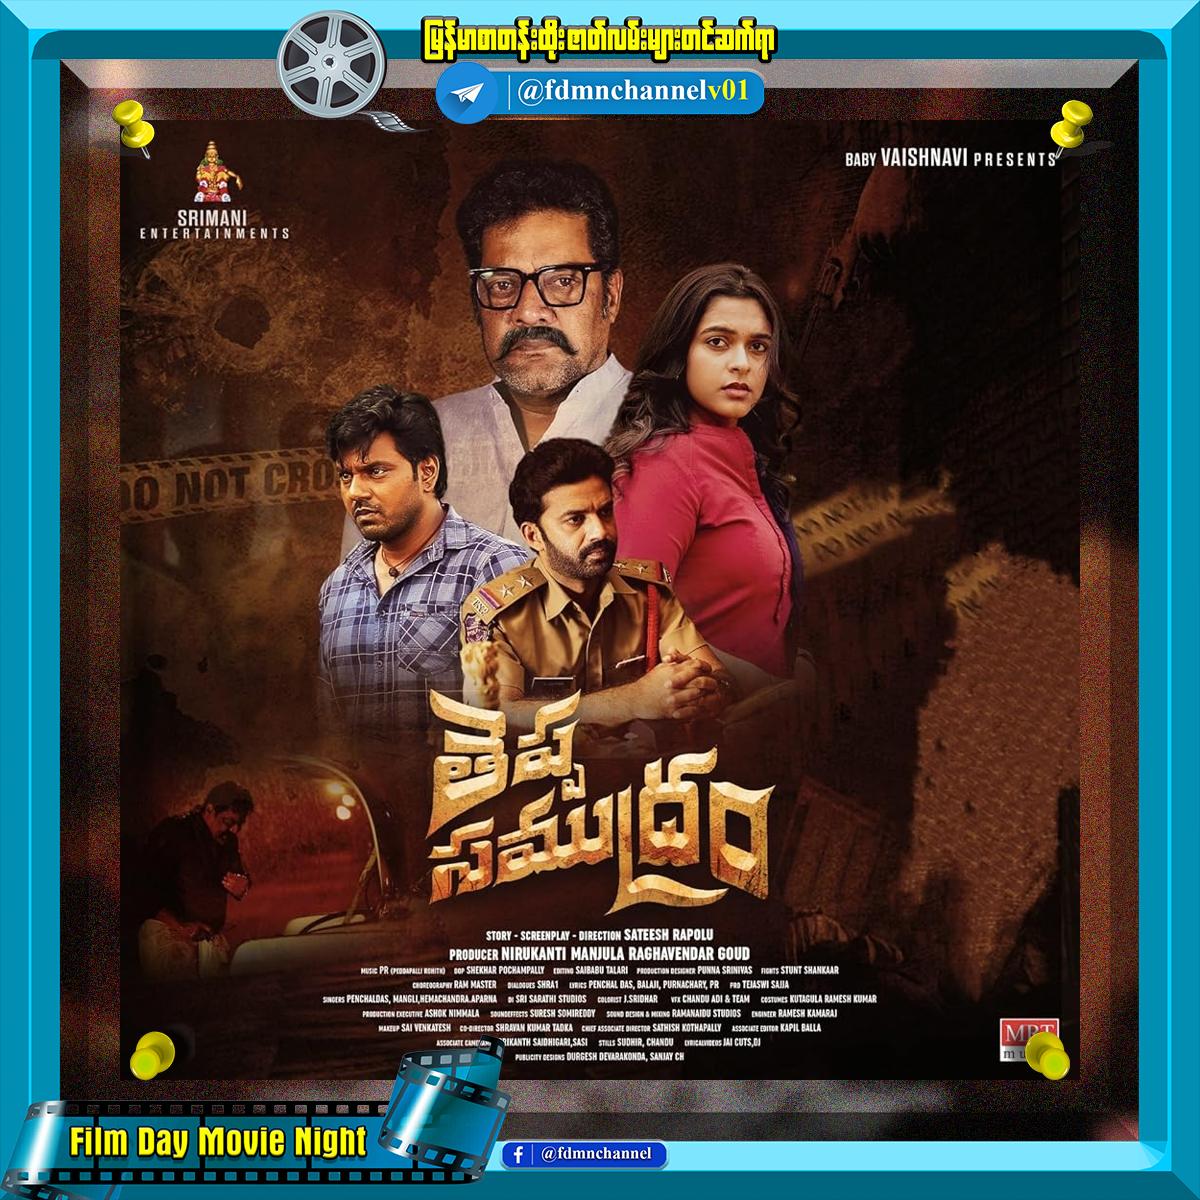 မြန်မာစာတန်းထိုး ဇာတ်လမ်းများတင်ဆက်ရာ
@fdmnchannelv01
SRIMANI
ENTERTAINMENTS
BABY VAISHNAVI PRESENTS
DO NOT CRO
DO NOT
తెప్ప
సముద్రం
STORY - SCREENPLAY - DIRECTION SATEESH RAPOLU
PRODUCER NIRUKANTI MANJULA RAGHAVENDAR GOUD
MUSIC PR (PEDDAPALLI ROHITH) DOP SHEKHAR POCHAMPALLY EDITING SAIBABU TALARI PRODUCTION DESIGNER PUNNA SRINIVAS FIGHTS STUNT SHANKAAR
CHOREOGRAPHY RAM MASTER DIALOGUES SHRA1 LYRICS PENCHAL DAS, BALAJI, PURNACHARY, PR PRO TEJASWI SAJJA
SINGERS PENCHALDAS, MANGLI,HEMACHANDRA.APARNA DI SRI SARATHI STUDIOS COLORIST J.SRIDHAR VFX CHANDU ADI & TEAM COSTUMES KUTAGULA RAMESH KUMAR
PRODUCTION EXECUTIVE ASHOK NIMMALA SOUNDEFFECTS SURESH SOMIREDDY SOUND DESIGN & MIXING RAMANAIDU STUDIOS ENGINEER RAMESH KAMARAJ
MAKEUP SAI VENKATESH CO-DIRECTOR SHRAVAN KUMAR TADKA CHIEF ASSOCIATE DIRECTOR SATHISH KOTHAPALLY ASSOCIATE EDITOR KAPIL BALLA
ASSOCIATE RIKANTH SAIDHIGARI,SASI STILLS SUDHIR, CHANDU LYRICALVIDEOS JAI CUTS,DJ
PUBLICITY DESIGNS DURGESH DEVARAKONDA, SANJAY CH
MRT
Film Day Movie Night
@fdmnchannel